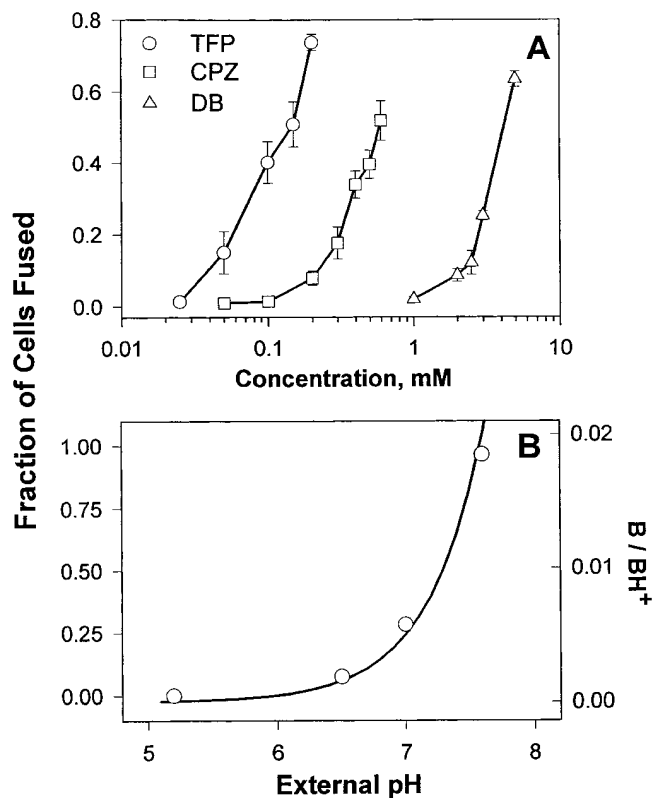 A
TFP
CPZ
DB
0.8
0.6
0.4
0.2
0.0
0.01 0.1 1 10
Concentration, mM
Fraction of Cells Fused
B
1.00
0.75
0.50
0.25
0.00
0.02
0.01
0.00
B / BH+
5 6 7 8
External pH